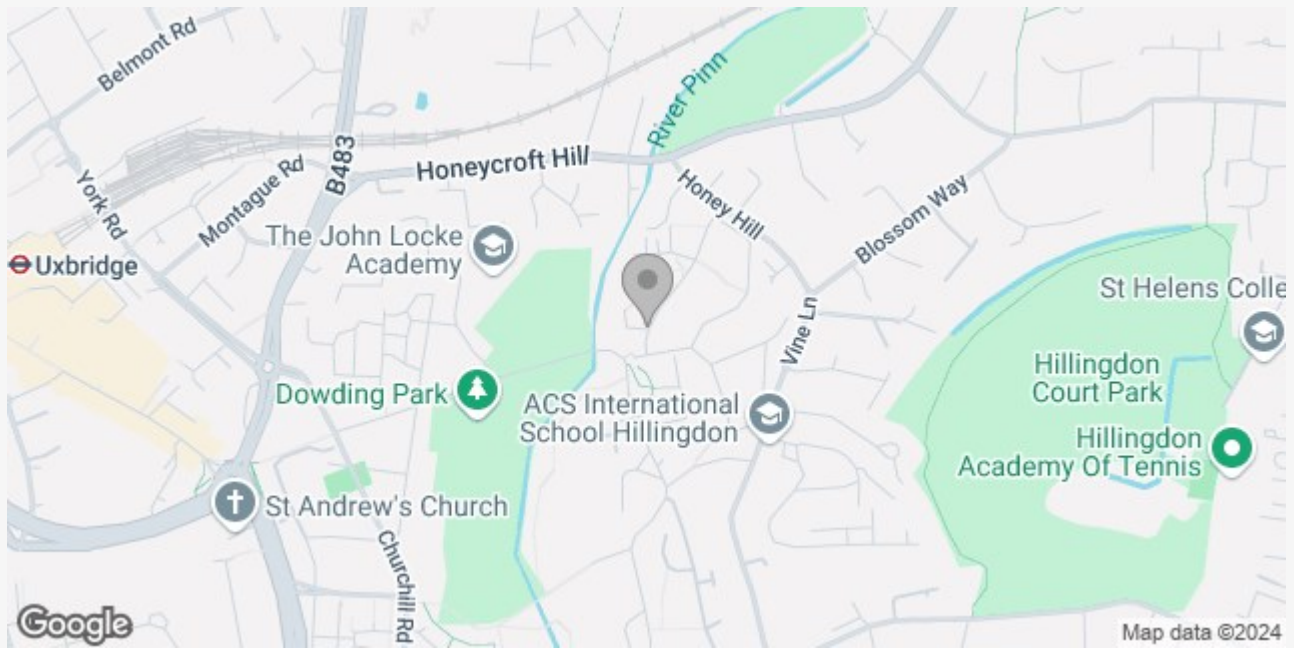 Belmont Rd
River Pinn
B483
Honeycroft Hill
Montague Rd
York Rd
Honey Hill
Blossom Way
The John Locke
Academy
Uxbridge
St Helens Colle
Vine Ln
Hillingdon
Court Park
Dowding Park
ACS International
School Hillingdon
Hillingdon
Academy Of Tennis
St Andrew's Church
Churchill Rd
Google
Map data ©2024